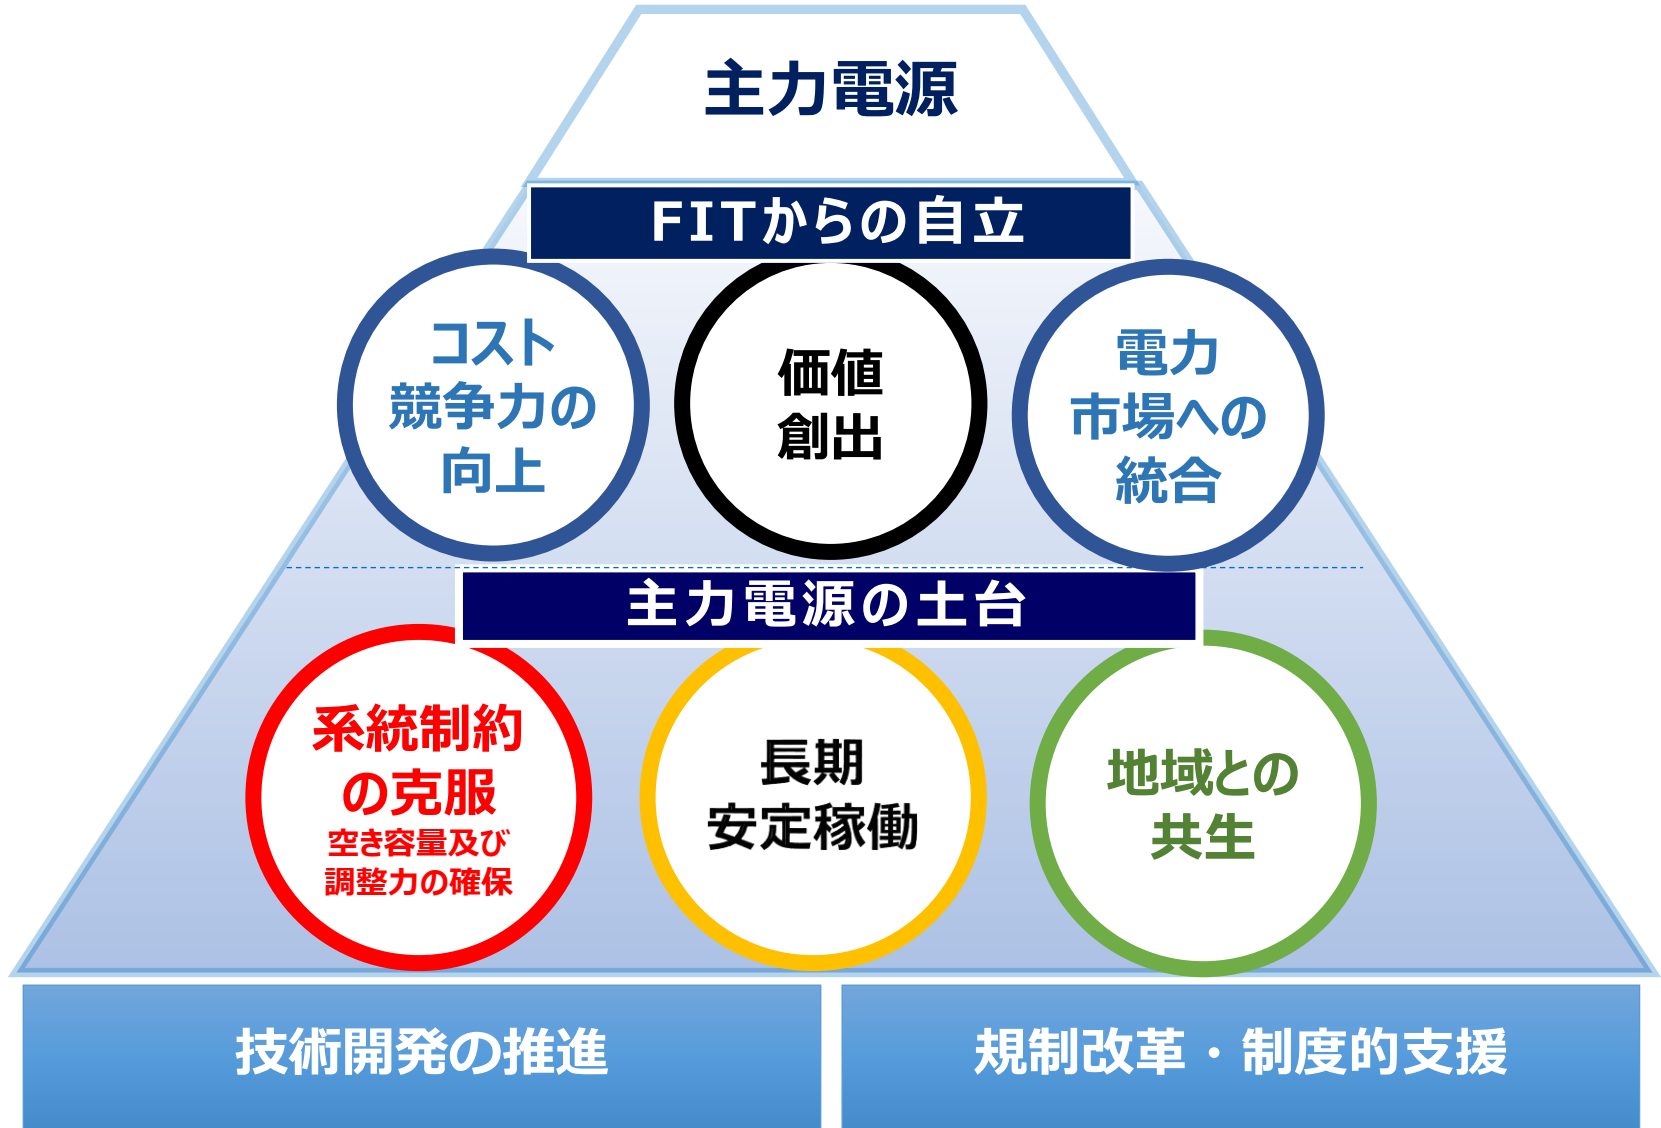 主力電源
FITからの自立
コスト
競争力の
向上
価値
創出
電力
市場への
統合
主力電源の土台
系統制約
の克服
空き容量及び
調整力の確保
長期
安定稼働
地域との
共生
技術開発の推進
規制改革・制度的支援